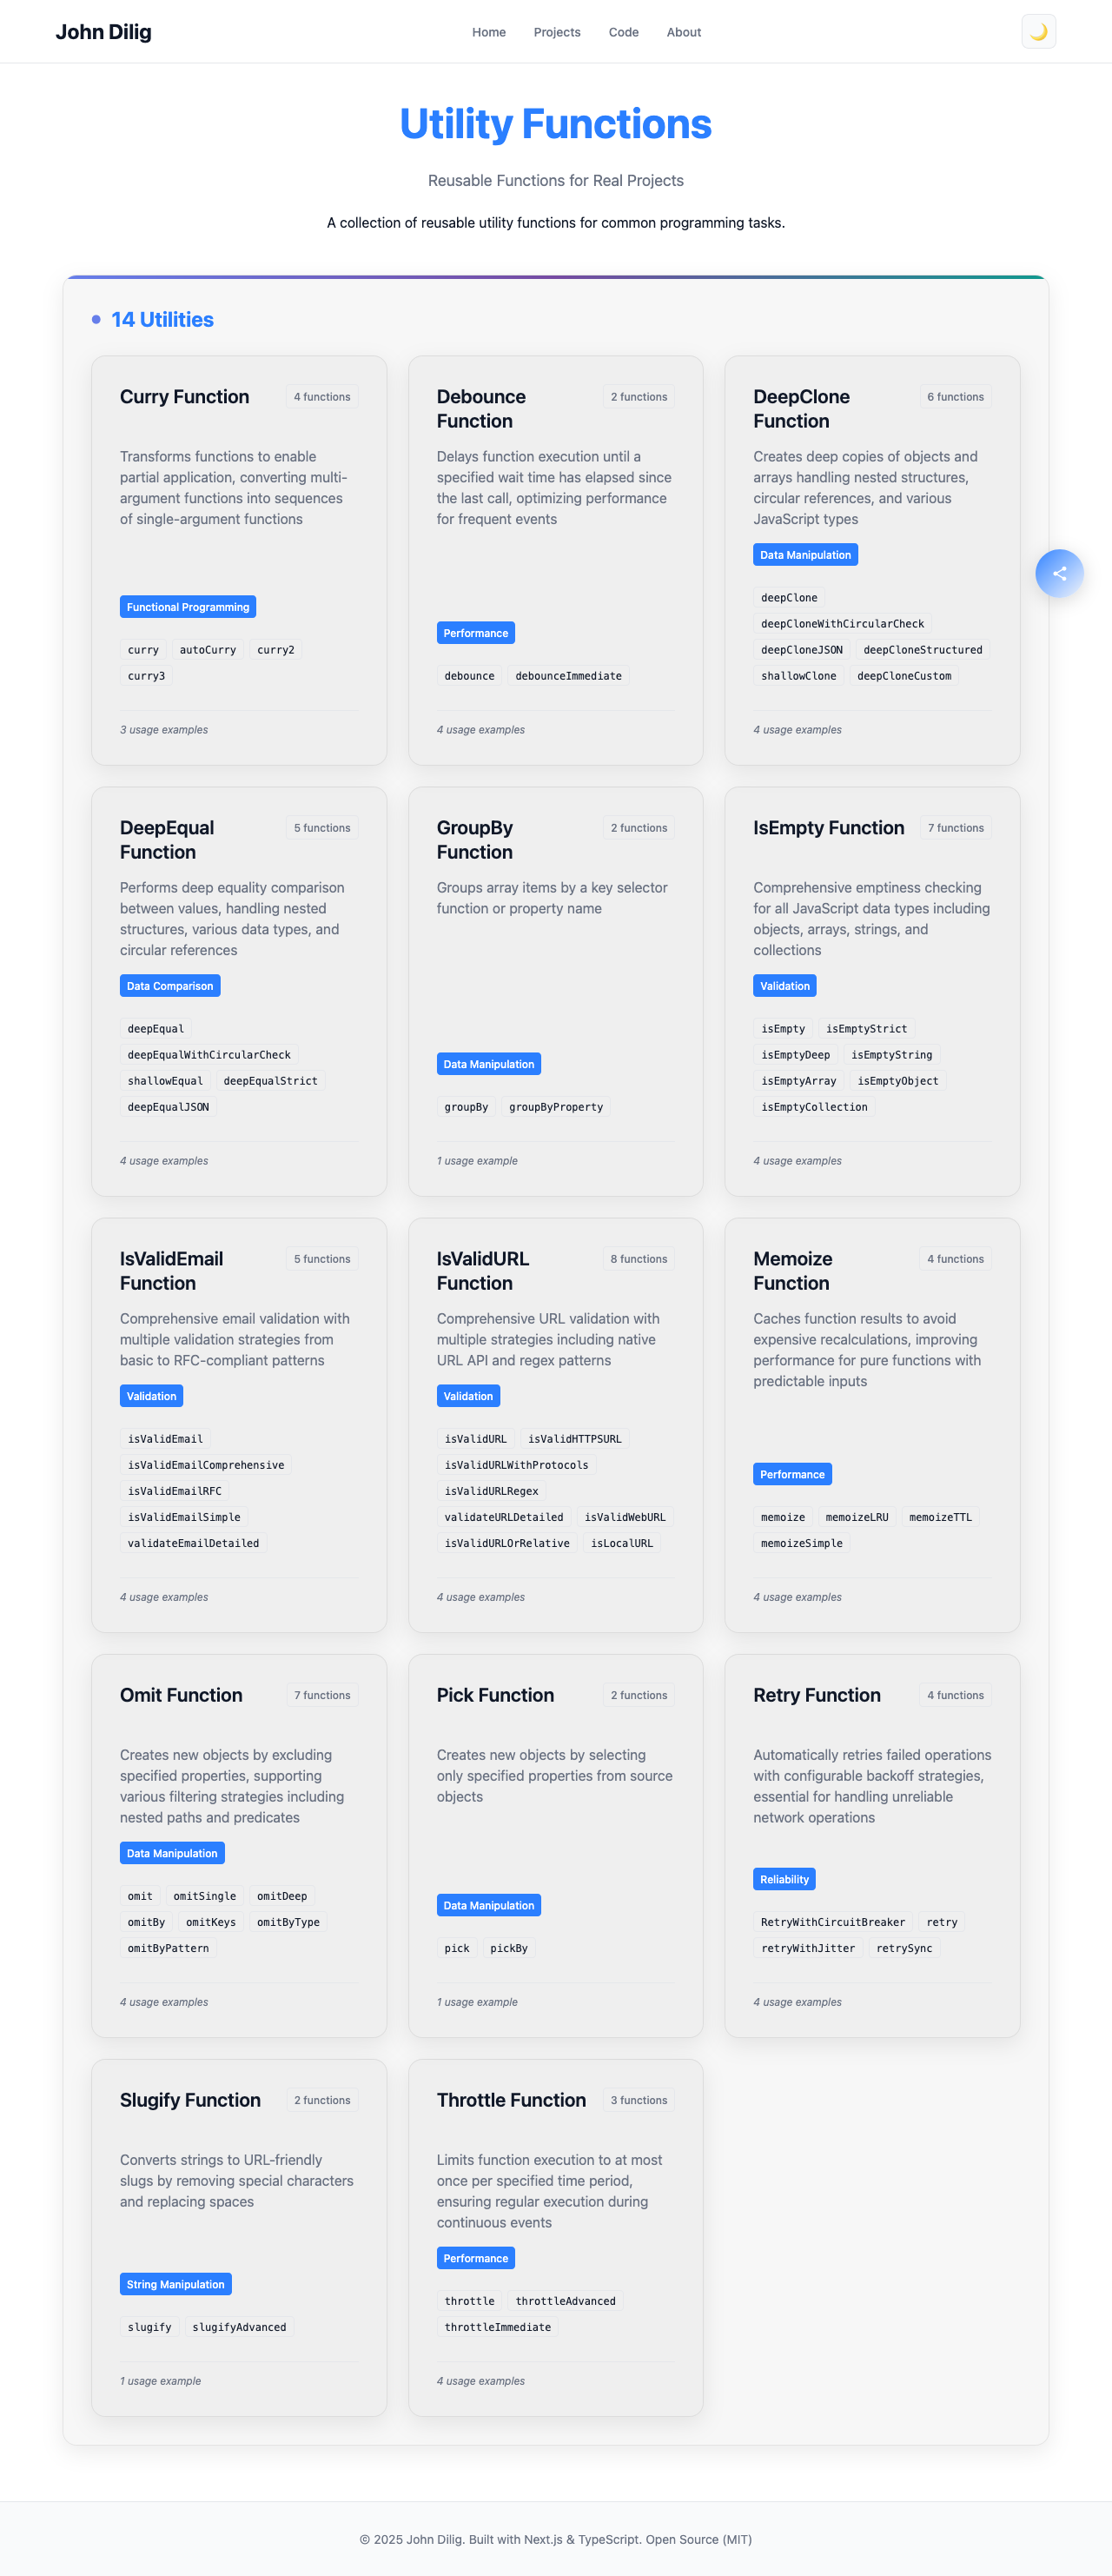 John Dilig
Home Projects Code About
Utility Functions
Reusable Functions for Real Projects
A collection of reusable utility functions for common programming tasks.
14 Utilities
Curry Function
4 functions
Transforms functions to enable
partial application, converting multi-
argument functions into sequences
of single-argument functions
Functional Programming
curry autoCurry curry2
curry3
3 usage examples
Debounce
Function
2 functions
Delays function execution until a
specified wait time has elapsed since
the last call, optimizing performance
for frequent events
Performance
debounce debounceImmediate
4 usage examples
DeepClone
Function
6 functions
Creates deep copies of objects and
arrays handling nested structures,
circular references, and various
JavaScript types
Data Manipulation
deepClone
deepCloneWithCircularCheck
deepCloneJSON deepCloneStructured
shallowClone deepCloneCustom
4 usage examples
DeepEqual
Function
5 functions
Performs deep equality comparison
between values, handling nested
structures, various data types, and
circular references
Data Comparison
deepEqual
deepEqualWithCircularCheck
shallowEqual deepEqualStrict
deepEqualJSON
4 usage examples
GroupBy
Function
2 functions
Groups array items by a key selector
function or property name
Data Manipulation
groupBy groupByProperty
1 usage example
IsEmpty Function
7 functions
Comprehensive emptiness checking
for all JavaScript data types including
objects, arrays, strings, and
collections
Validation
isEmpty isEmptyStrict
isEmptyDeep isEmptyString
isEmptyArray isEmptyObject
isEmptyCollection
4 usage examples
IsValidEmail
Function
5 functions
Comprehensive email validation with
multiple validation strategies from
basic to RFC-compliant patterns
Validation
isValidEmail
isValidEmailComprehensive
isValidEmailRFC
isValidEmailSimple
validateEmailDetailed
4 usage examples
IsValidURL
Function
8 functions
Comprehensive URL validation with
multiple strategies including native
URL API and regex patterns
Validation
isValidURL isValidHTTPSURL
isValidURLWithProtocols
isValidURLRegex
validateURLDetailed isValidWebURL
isValidURLOrRelative isLocalURL
4 usage examples
Memoize
Function
4 functions
Caches function results to avoid
expensive recalculations, improving
performance for pure functions with
predictable inputs
Performance
memoize memoizeLRU memoizeTTL
memoizeSimple
4 usage examples
Omit Function
7 functions
Creates new objects by excluding
specified properties, supporting
various filtering strategies including
nested paths and predicates
Data Manipulation
omit omitSingle omitDeep
omitBy omitKeys omitByType
omitByPattern
4 usage examples
Pick Function
2 functions
Creates new objects by selecting
only specified properties from source
objects
Data Manipulation
pick pickBy
1 usage example
Retry Function
4 functions
Automatically retries failed operations
with configurable backoff strategies,
essential for handling unreliable
network operations
Reliability
RetryWithCircuitBreaker retry
retryWithJitter retrySync
4 usage examples
Slugify Function
2 functions
Converts strings to URL-friendly
slugs by removing special characters
and replacing spaces
String Manipulation
slugify slugifyAdvanced
1 usage example
Throttle Function
3 functions
Limits function execution to at most
once per specified time period,
ensuring regular execution during
continuous events
Performance
throttle throttleAdvanced
throttleImmediate
4 usage examples
© 2025 John Dilig. Built with Next.js & TypeScript. Open Source (MIT)